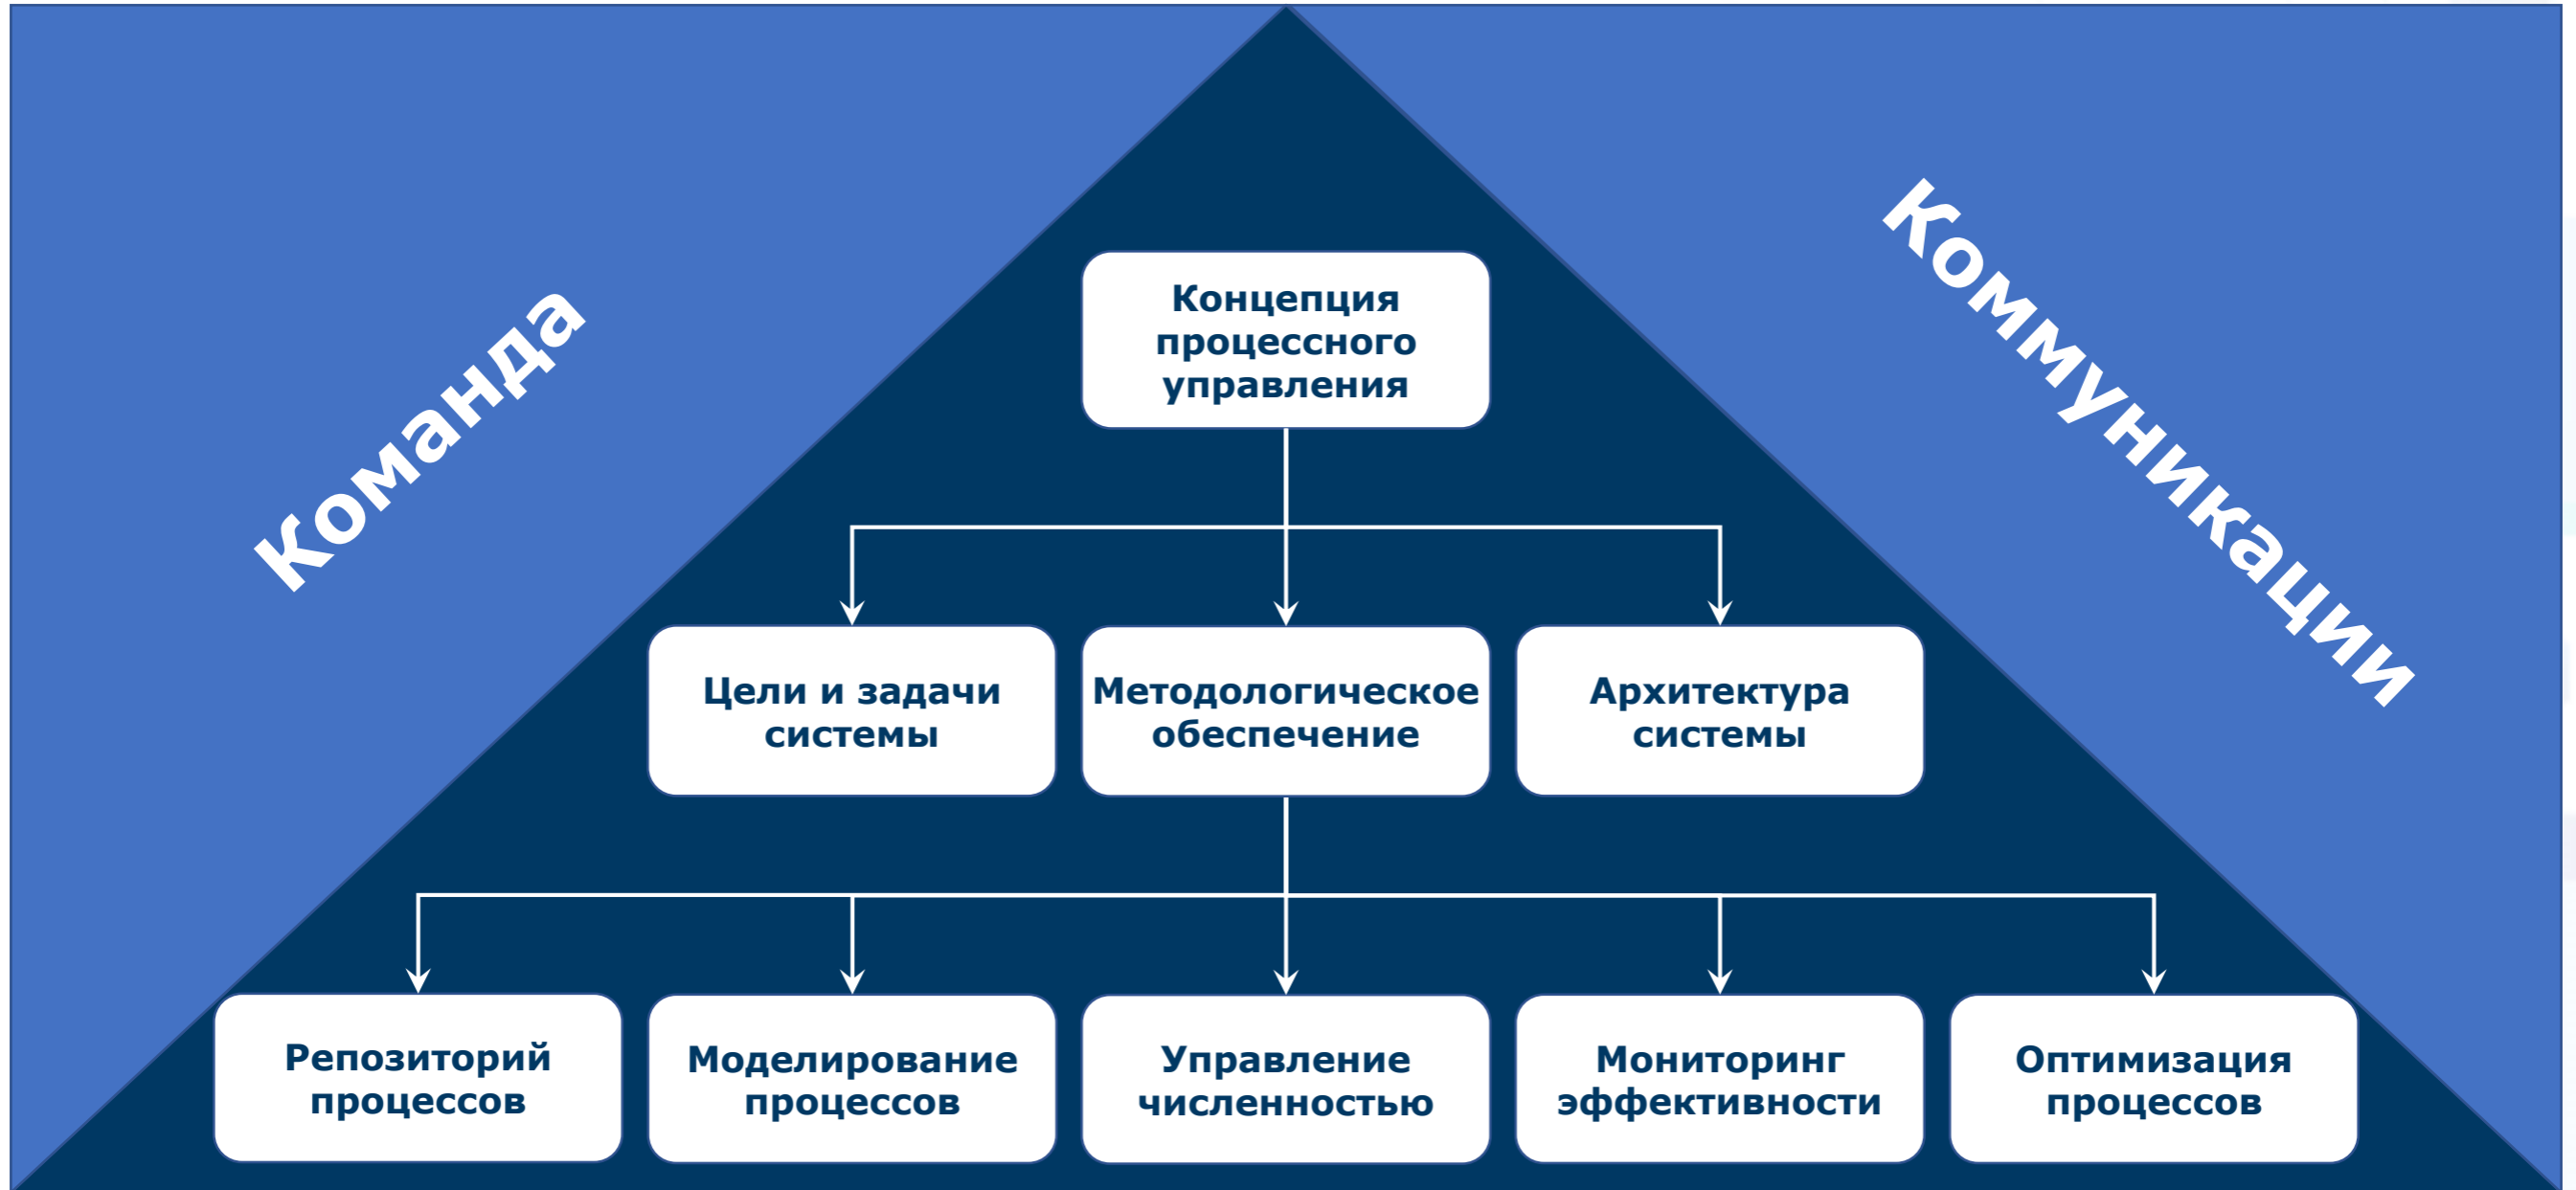 Команда
Коммуникации
Концепция
процессного
управления
Цели и задачи
системы
Методологическое
обеспечение
Архитектура
системы
Репозиторий
процессов
Моделирование
процессов
Управление
численностью
Мониторинг
эффективности
Оптимизация
процессов